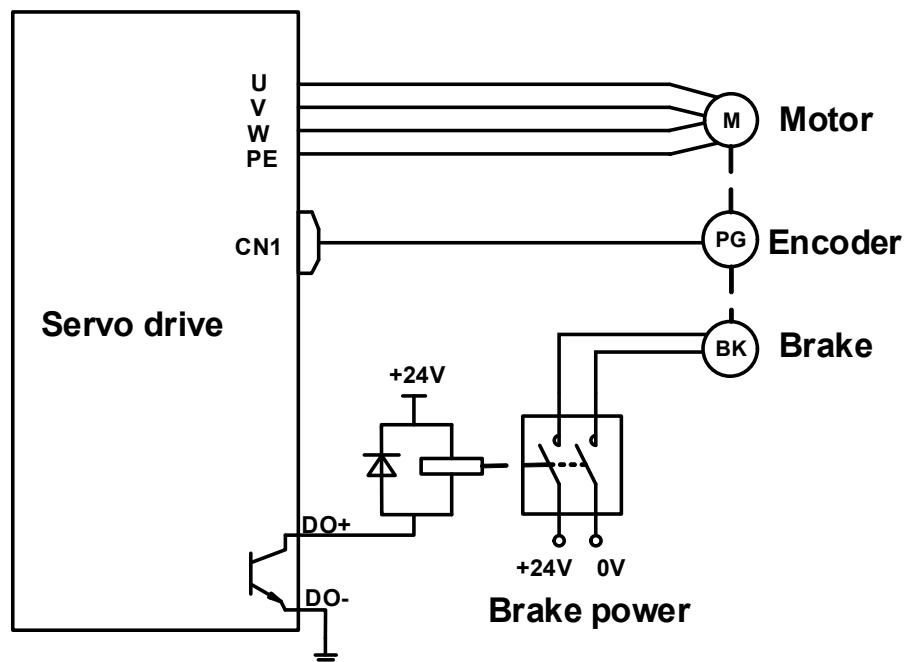 U
V
W
PE
M
Motor
CN1
PG
Encoder
Servo drive
BK
Brake
+24V
DO+
DO-
+24V 0V
Brake power